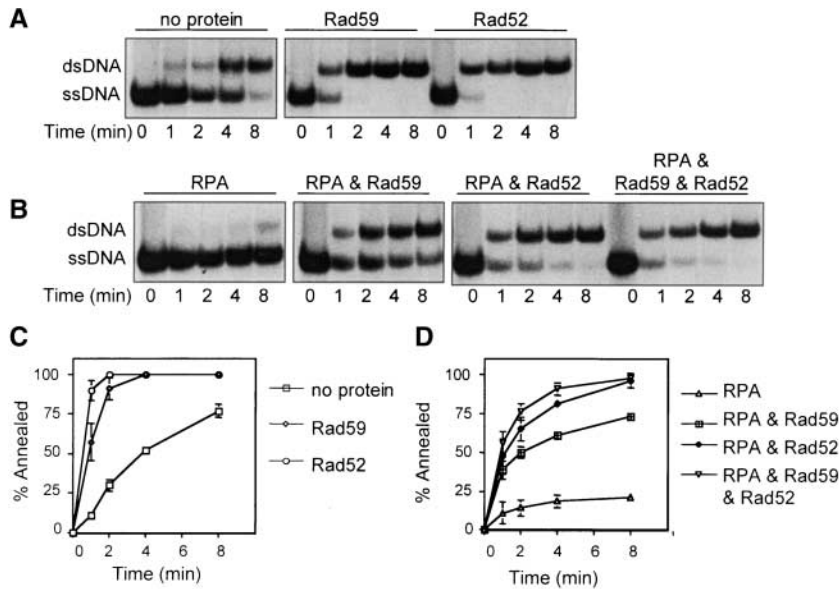 A
no protein
Rad59
Rad52
dsDNA
ssDNA
Time (min)
0 1 2 4 8
0 1 2 4 8
0 1 2 4 8
B
RPA
RPA & Rad59
RPA & Rad52
RPA &
Rad59 & Rad52
dsDNA
ssDNA
Time (min)
0 1 2 4 8
0 1 2 4 8
0 1 2 4 8
0 1 2 4 8
C
% Annealed
100
75
50
25
0
0 2 4 6 8
Time (min)
no protein
Rad59
Rad52
D
% Annealed
100
75
50
25
0
0 2 4 6 8
Time (min)
RPA
RPA & Rad59
RPA & Rad52
RPA & Rad59
& Rad52